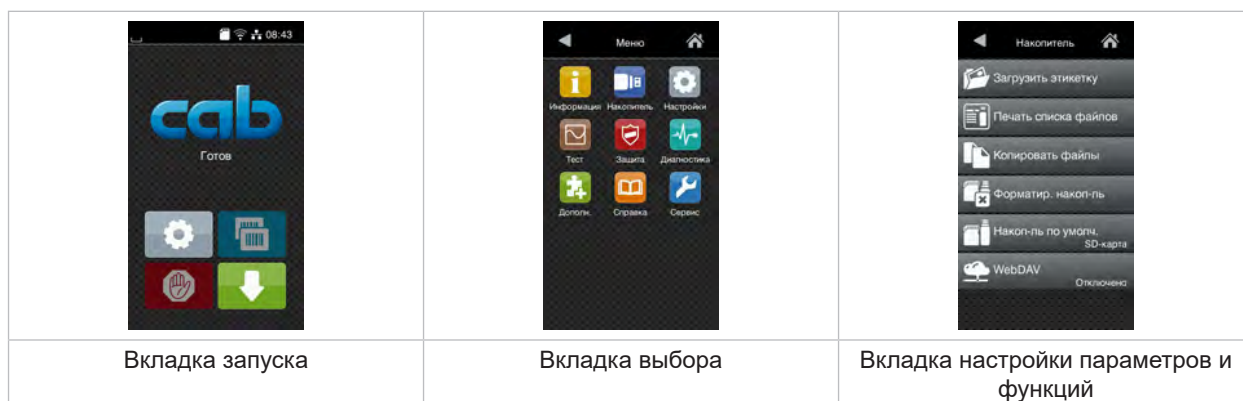 08:43
cab
Готов
Вкладка запуска
Меню
Информация Накопитель Настройки
Тест Защита Диагностика
Дополн. Справка Сервис
Вкладка выбора
Накопитель
Загрузить этикетку
Печать списка файлов
Копировать файлы
Форматир. накоп-ль
Накоп-ль по умолч.
SD-карта
WebDAV
Отключено
Вкладка настройки параметров и
функций